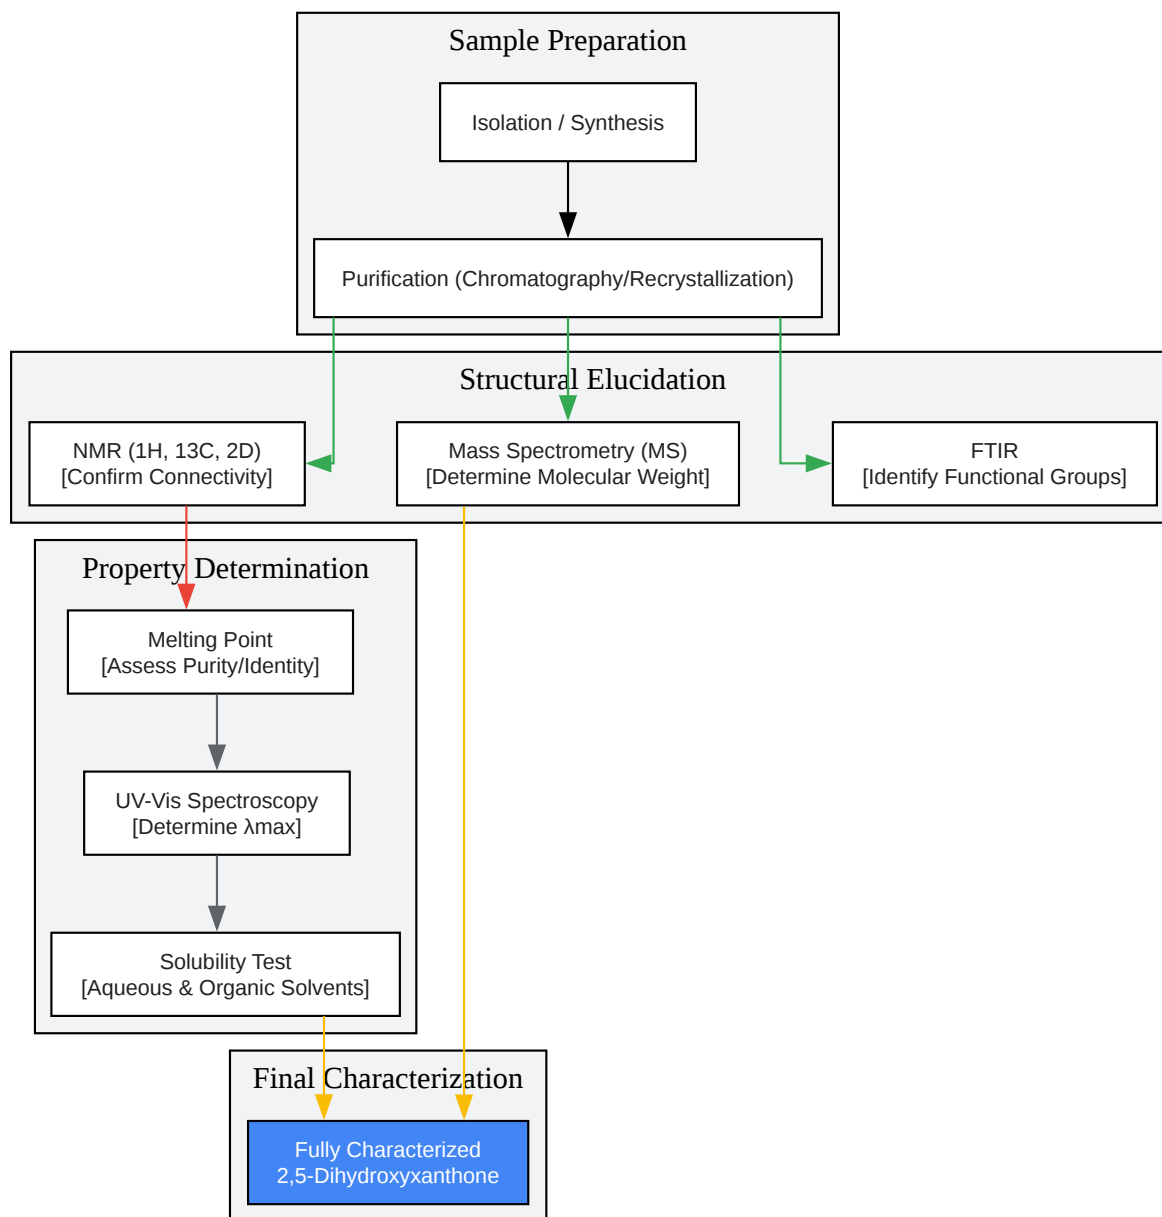 Sample Preparation
Isolation / Synthesis
Purification (Chromatography/Recrystallization)
Structural Elucidation
NMR (1H, 13C, 2D)
[Confirm Connectivity]
Mass Spectrometry (MS)
[Determine Molecular Weight]
FTIR
[Identify Functional Groups]
Property Determination
Melting Point
[Assess Purity/Identity]
UV-Vis Spectroscopy
[Determine λmax]
Solubility Test
[Aqueous & Organic Solvents]
Final Characterization
Fully Characterized
2,5-Dihydroxyxanthone